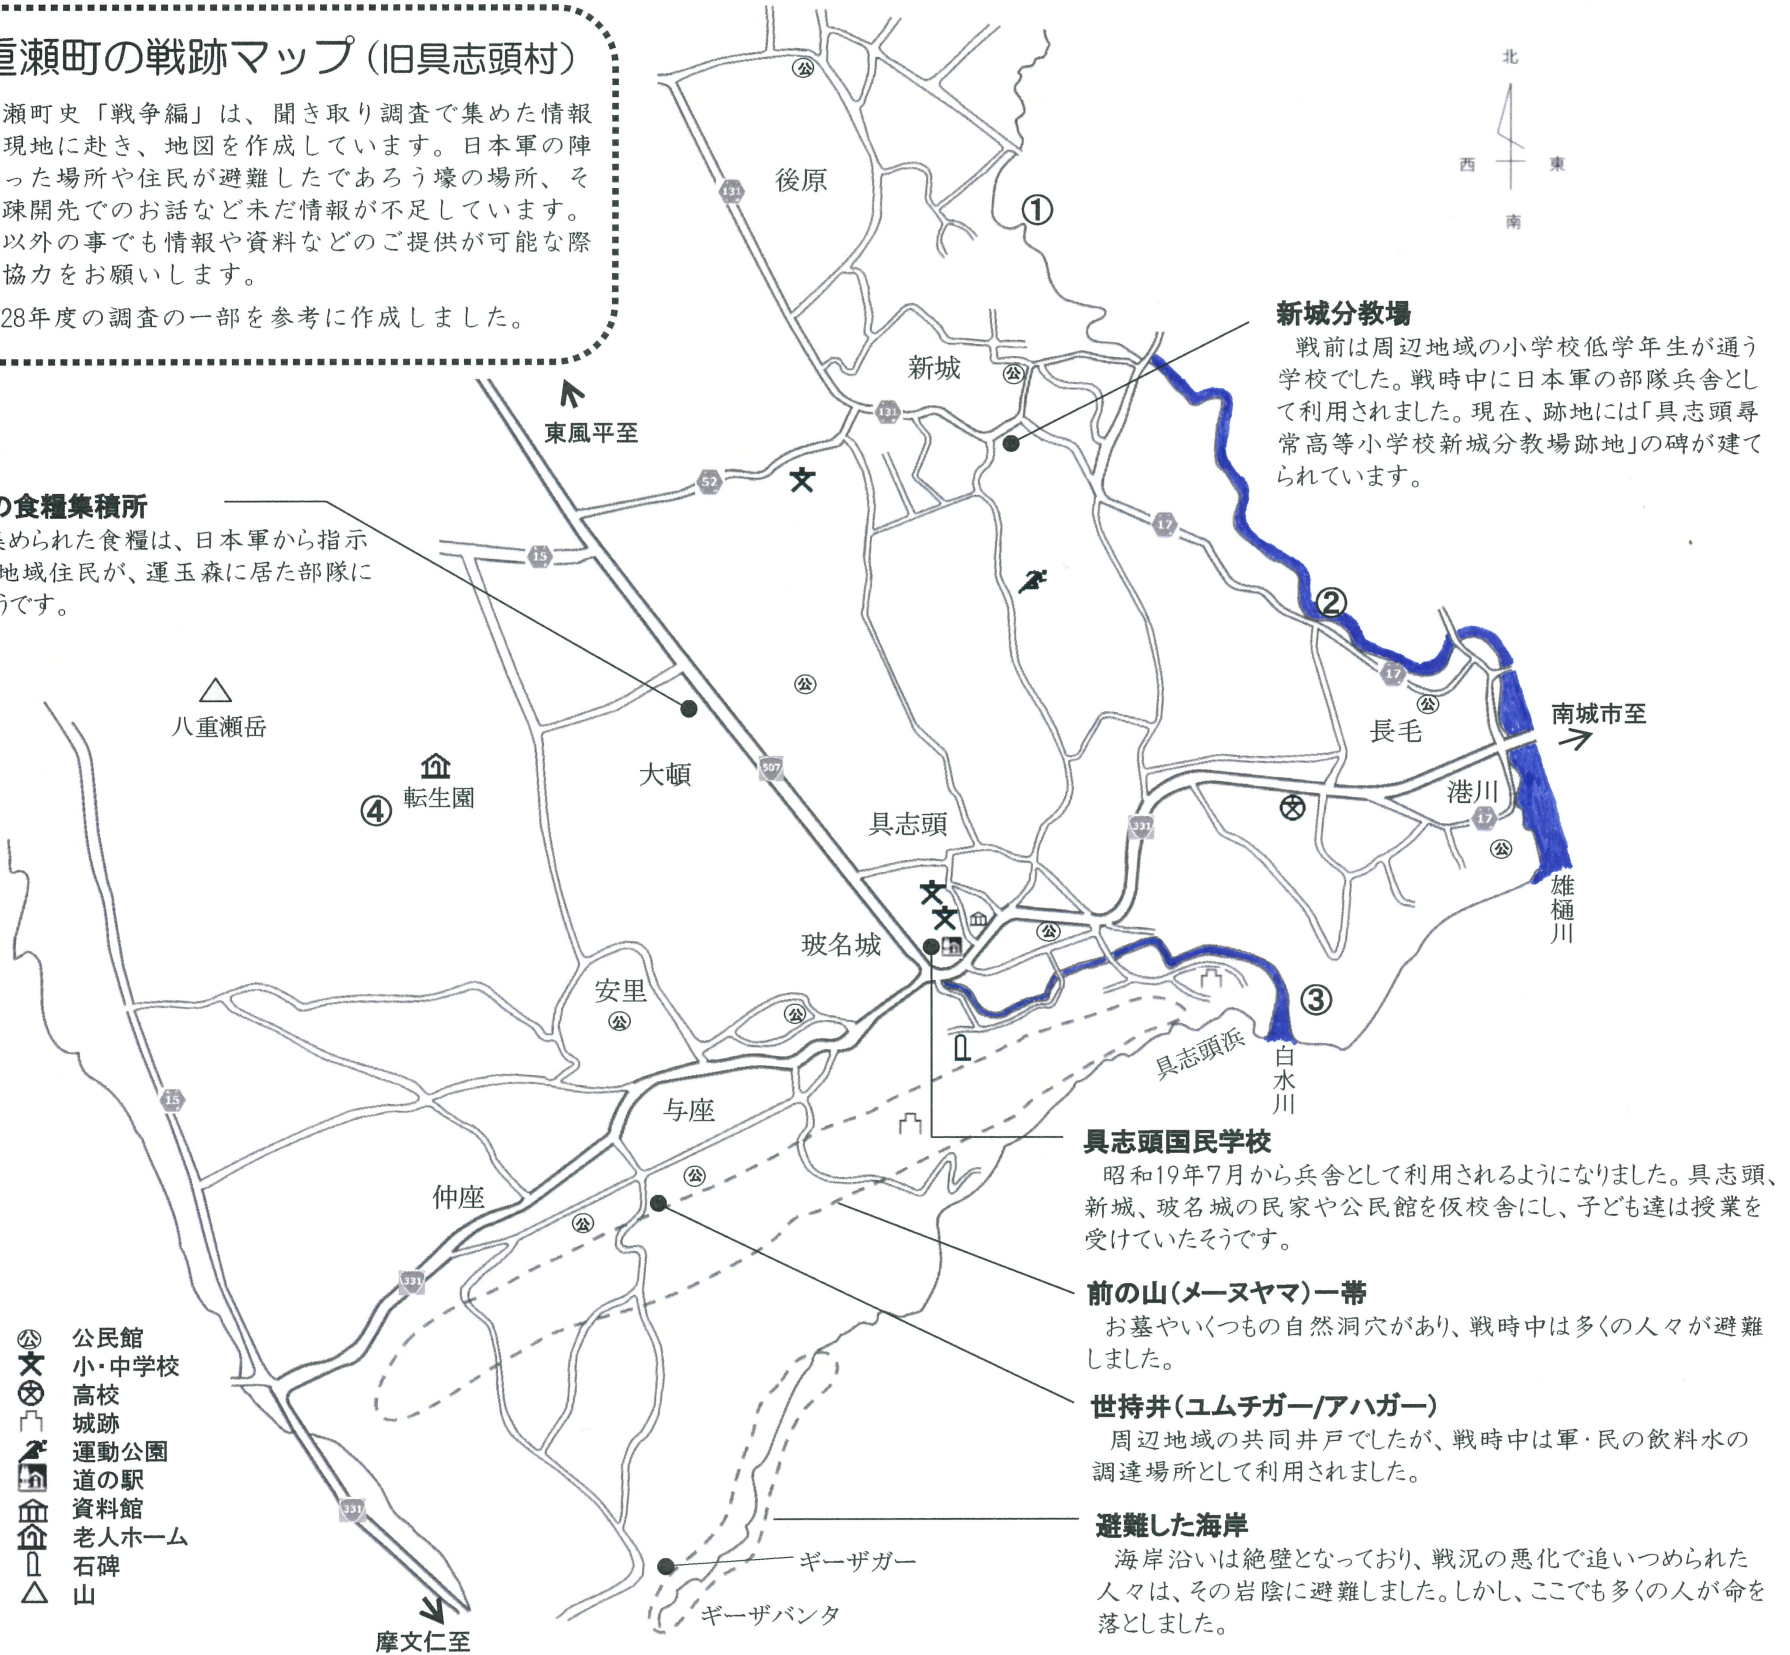 重瀬町の戦跡マップ（旧具志頭村）
瀬町史「戦争編」は、聞き取り調査で集めた情報
現地に赴き、地図を作成しています。日本軍の陣
った場所や住民が避難したであろう壕の場所、そ
疎開先でのお話など未だ情報が不足しています。
以外の事でも情報や資料などのご提供が可能な際
協力をお願いします。
28年度の調査の一部を参考に作成しました。
北
西 東
南
公
131
後原
①
新城分教場
戦前は周辺地域の小学校低学年生が通う
学校でした。戦時中に日本軍の部隊兵舎とし
て利用されました。現在、跡地には「具志頭尋
常高等小学校新城分教場跡地」の碑が建て
られています。
新城
公
131
東風平至
52
の食糧集積所
集められた食糧は、日本軍から指示
地域住民が、運玉森に居た部隊に
うです。
15
17
②
17
公
長毛
南城市至
公
八重瀬岳
転生園
④
大頓
507
具志頭
331
港川
17
公
雄樋川
玻名城
公
安里
公
公
③
具志頭浜
白水川
15
与座
公
仲座
公
331
具志頭国民学校
昭和19年7月から兵舎として利用されるようになりました。具志頭、
新城、玻名城の民家や公民館を仮校舎にし、子ども達は授業を
受けていたそうです。
前の山（メーヌヤマ）一帯
お墓やいくつもの自然洞穴があり、戦時中は多くの人々が避難
しました。
世持井（ユムチガー/アハガー）
周辺地域の共同井戸でしたが、戦時中は軍・民の飲料水の
調達場所として利用されました。
避難した海岸
海岸沿いは絶壁となっており、戦況の悪化で追いつめられた
人々は、その岩陰に避難しました。しかし、ここでも多くの人が命を
落としました。
ギーザガー
ギーザバンタ
331
摩文仁至
公 公民館
小・中学校
高校
城跡
運動公園
道の駅
資料館
老人ホーム
石碑
山